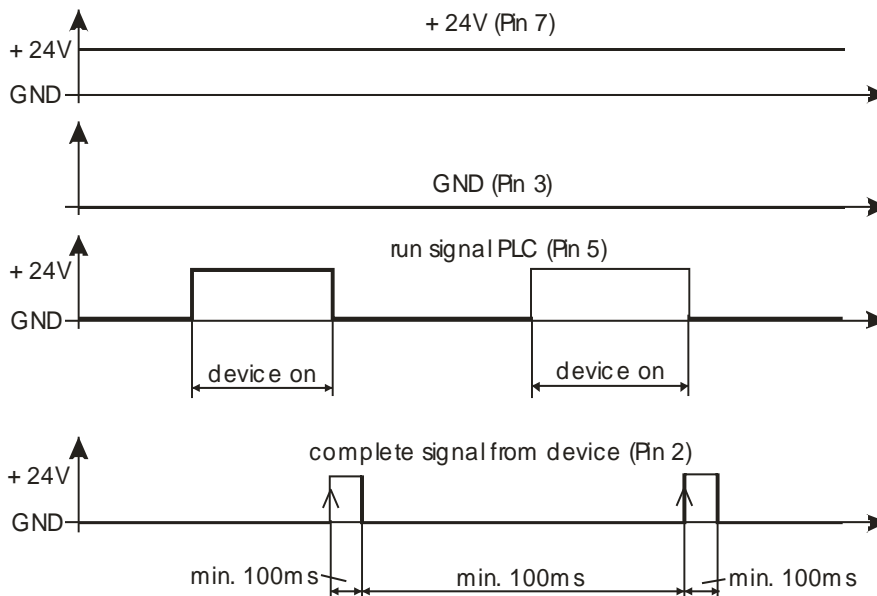 + 24V (Pin 7)
+ 24V
GND
GND (Pin 3)
run signal PLC (Pin 5)
+ 24V
GND
device on device on
complete signal from device (Pin 2)
+ 24V
GND
min. 100ms min. 100ms min. 100ms